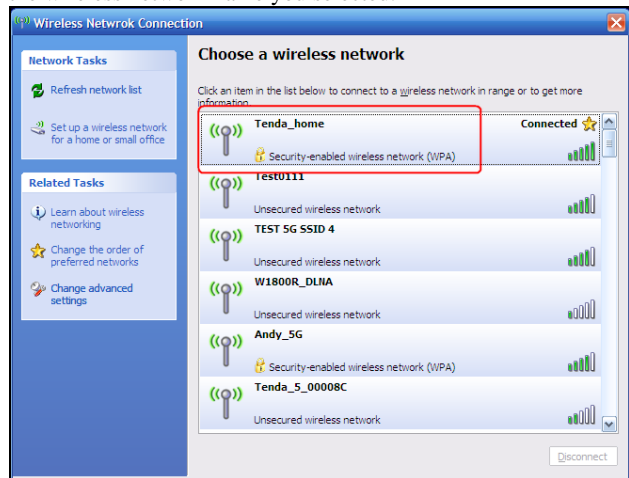 Wireless Netwrok Connection
Network Tasks
Refresh network list
Set up a wireless network
for a home or small office
Related Tasks
Learn about wireless
networking
Change the order of
preferred networks
Change advanced
settings
Choose a wireless network
Click an item in the list below to connect to a wireless network in range or to get more
information.
Tenda_home
Connected
Security-enabled wireless network (WPA)
Test0111
Unsecured wireless network
TEST 5G SSID 4
Unsecured wireless network
W1800R_DLNA
Unsecured wireless network
Andy_5G
Security-enabled wireless network (WPA)
Tenda_5_00008C
Unsecured wireless network
Disconnect